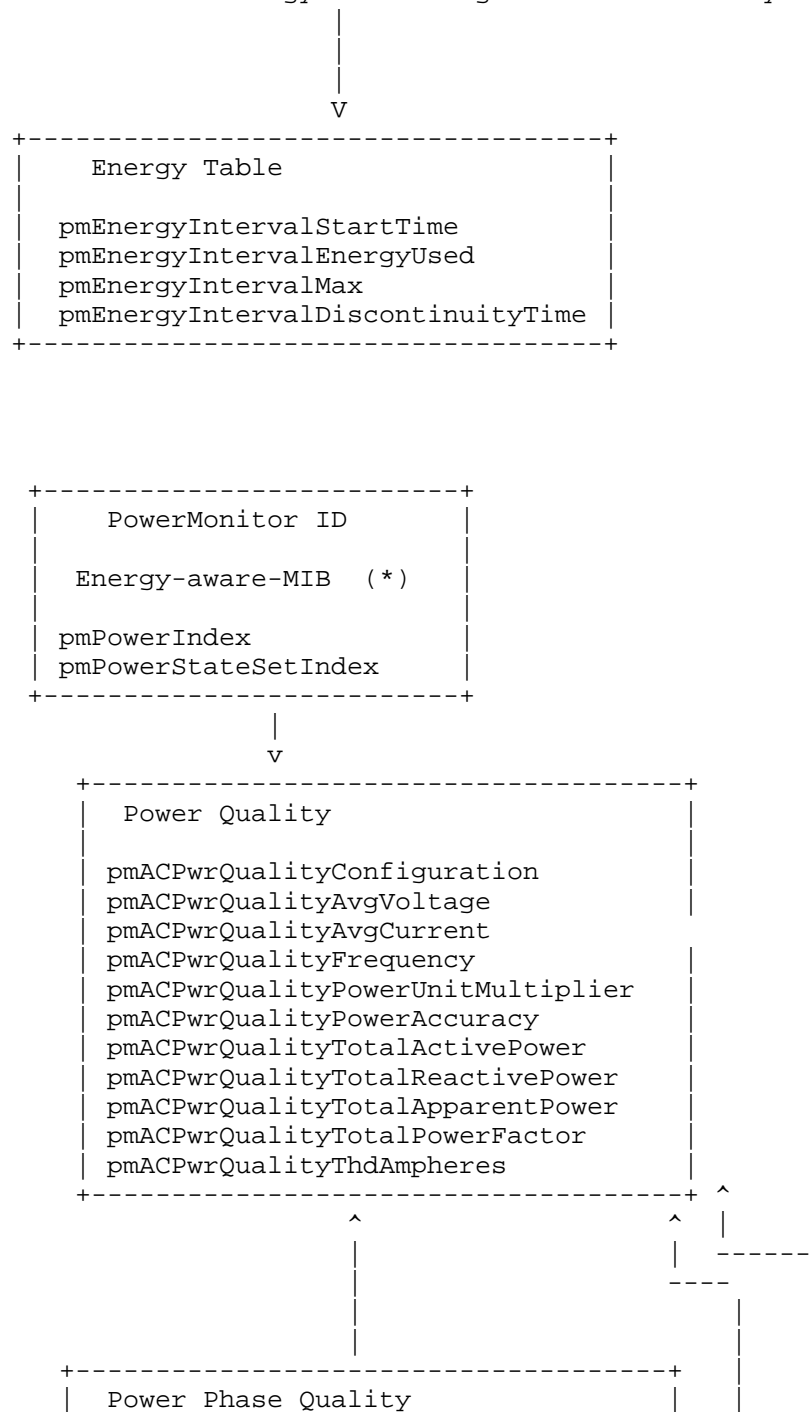 Energy Table
pmEnergyIntervalStartTime
pmEnergyIntervalEnergyUsed
pmEnergyIntervalMax
pmEnergyIntervalDiscontinuityTime
PowerMonitor ID
Energy-aware-MIB (*)
pmPowerIndex
pmPowerStateSetIndex
Power Quality
pmACPwrQualityConfiguration
pmACPwrQualityAvgVoltage
pmACPwrQualityAvgCurrent
pmACPwrQualityFrequency
pmACPwrQualityPowerUnitMultiplier
pmACPwrQualityPowerAccuracy
pmACPwrQualityTotalActivePower
pmACPwrQualityTotalReactivePower
pmACPwrQualityTotalApparentPower
pmACPwrQualityTotalPowerFactor
pmACPwrQualityThdAmpheres
Power Phase Quality